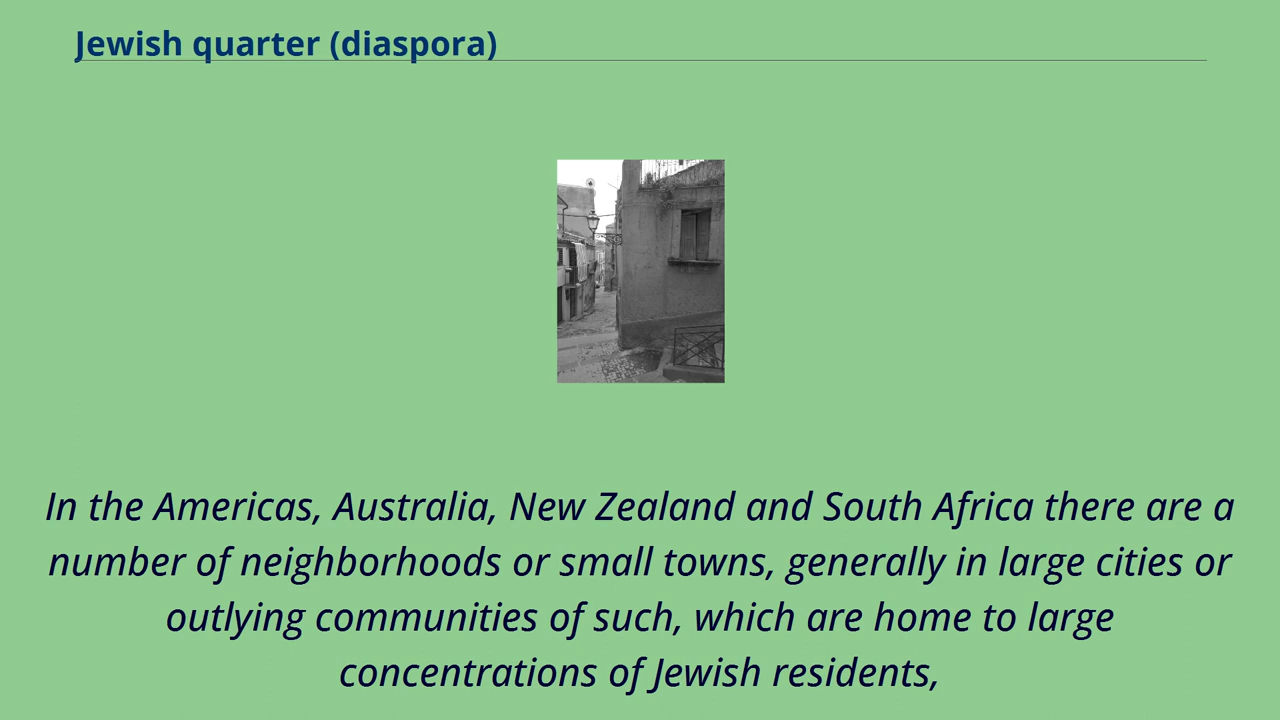 Jewish quarter (diaspora)
In the Americas, Australia, New Zealand and South Africa there are a
number of neighborhoods or small towns, generally in large cities or
outlying communities of such, which are home to large
concentrations of Jewish residents,